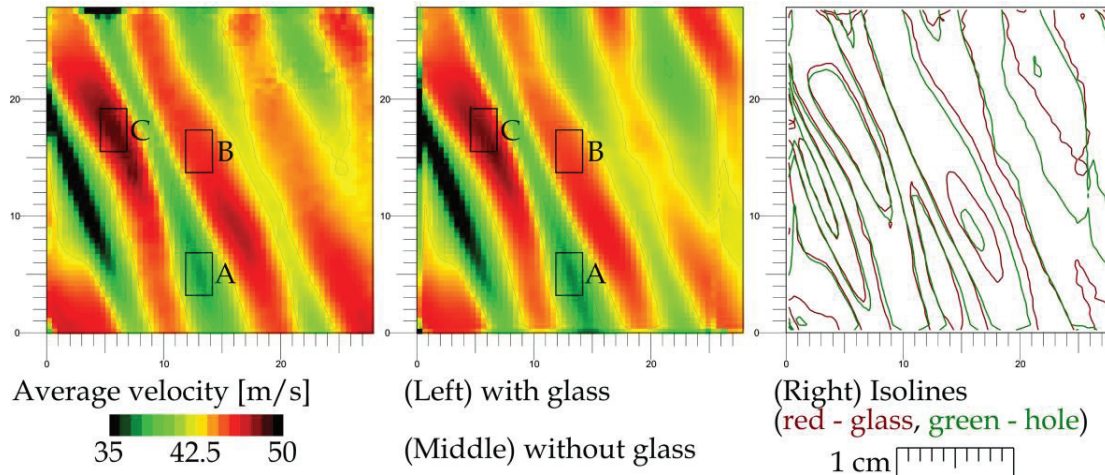 20
10
0
0
10
20
C
B
A
20
10
0
0
10
20
C
B
A
20
10
0
0
10
20
Average velocity [m/s]
35 42.5 50
(Left) with glass
(Middle) without glass
(Right) Isolines
(red - glass, green - hole)
1 cm